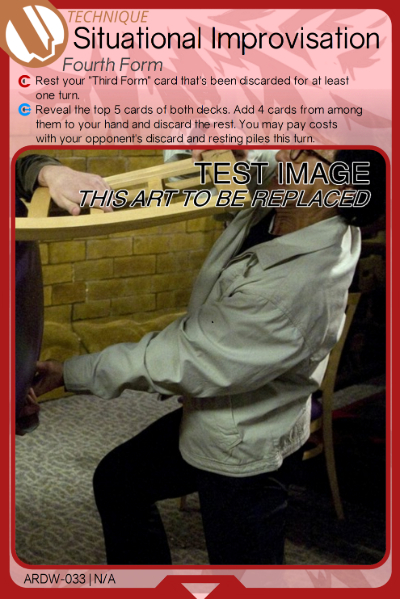 TECHNIQUE
Situational Improvisation
Fourth Form
C Rest your "Third Form" card that's been discarded for at least
one turn.
E Reveal the top 5 cards of both decks. Add 4 cards from among
them to your hand and discard the rest. You may pay costs
with your opponent's discard and resting piles this turn.
TEST IMAGE
THIS ART TO BE REPLACED
ARDW-033 | N/A